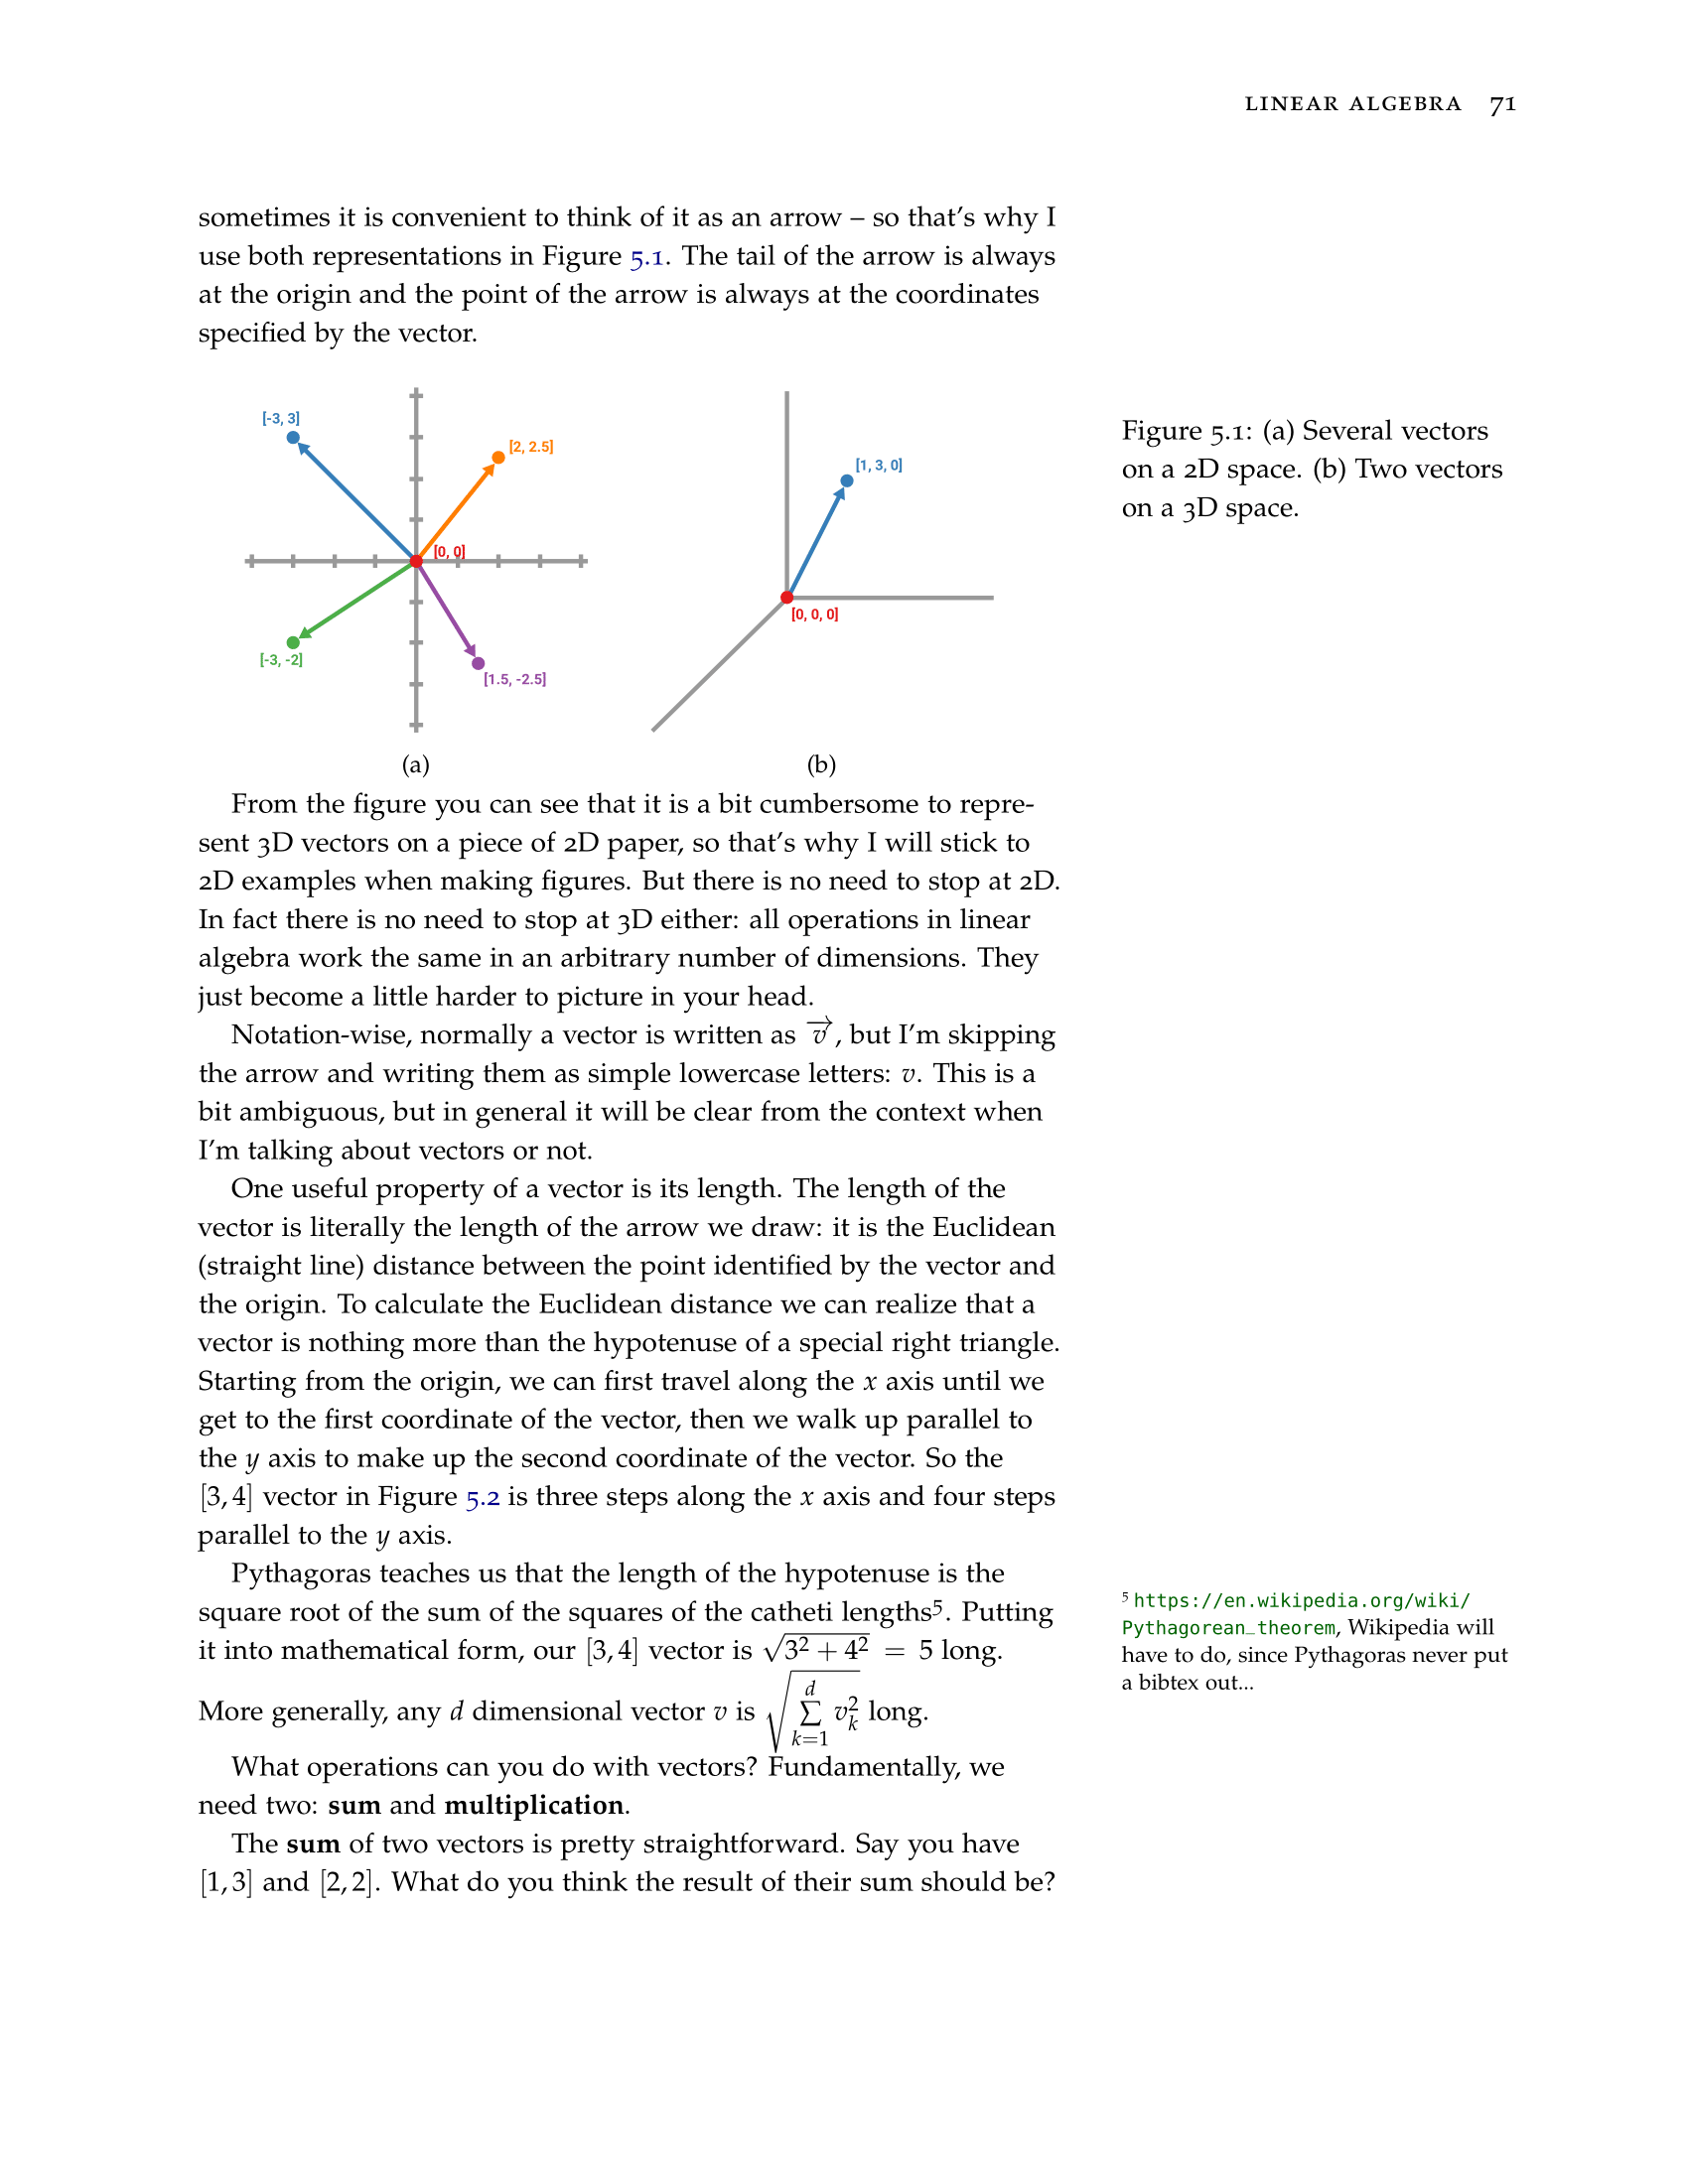 LINEAR ALGEBRA 71
sometimes it is convenient to think of it as an arrow – so that's why I
use both representations in Figure 5.1. The tail of the arrow is always
at the origin and the point of the arrow is always at the coordinates
specified by the vector.
[-3, 3]
[2, 2.5]
[0, 0]
[-3, -2]
[1.5, -2.5]
(a)
[1, 3, 0]
[0, 0, 0]
(b)
Figure 5.1: (a) Several vectors
on a 2D space. (b) Two vectors
on a 3D space.
From the figure you can see that it is a bit cumbersome to repre-
sent 3D vectors on a piece of 2D paper, so that's why I will stick to
2D examples when making figures. But there is no need to stop at 2D.
In fact there is no need to stop at 3D either: all operations in linear
algebra work the same in an arbitrary number of dimensions. They
just become a little harder to picture in your head.
Notation-wise, normally a vector is written as $\overrightarrow{v}$, but I'm skipping
the arrow and writing them as simple lowercase letters: v. This is a
bit ambiguous, but in general it will be clear from the context when
I'm talking about vectors or not.
One useful property of a vector is its length. The length of the
vector is literally the length of the arrow we draw: it is the Euclidean
(straight line) distance between the point identified by the vector and
the origin. To calculate the Euclidean distance we can realize that a
vector is nothing more than the hypotenuse of a special right triangle.
Starting from the origin, we can first travel along the x axis until we
get to the first coordinate of the vector, then we walk up parallel to
the y axis to make up the second coordinate of the vector. So the
[3, 4] vector in Figure 5.2 is three steps along the x axis and four steps
parallel to the y axis.
Pythagoras teaches us that the length of the hypotenuse is the
square root of the sum of the squares of the catheti lengths⁵. Putting
it into mathematical form, our [3, 4] vector is $\sqrt{3^2 + 4^2} = 5$ long.
More generally, any d dimensional vector v is $\sqrt{\sum_{k=1}^{d} v_k^2}$ long.
What operations can you do with vectors? Fundamentally, we
need two: sum and multiplication.
The sum of two vectors is pretty straightforward. Say you have
[1, 3] and [2, 2]. What do you think the result of their sum should be?
⁵ https://en.wikipedia.org/wiki/
Pythagorean_theorem, Wikipedia will
have to do, since Pythagoras never put
a bibtex out...